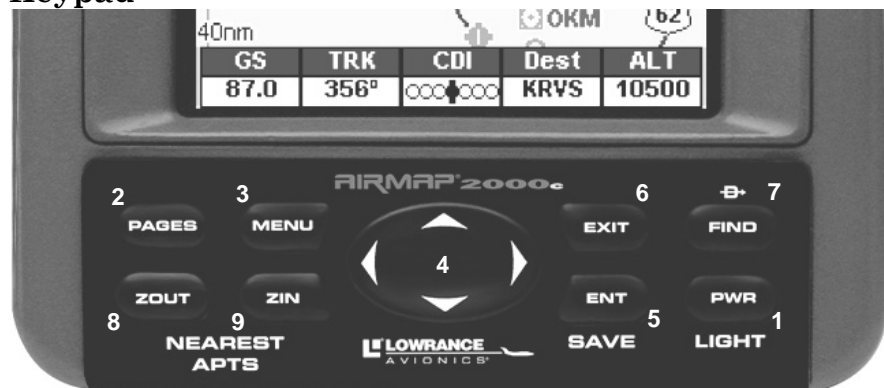 Keypad
40nm OKM 62
GS TRK CDI Dest ALT
87.0 356° KRVS 10500
AIRMAP 2000c
2 3 6 7
PAGES MENU EXIT FIND
4
ZOUT ZIN ENT PWR
8 9 5 1
NEAREST APTS
LOWRANCE AVIONICS
SAVE LIGHT